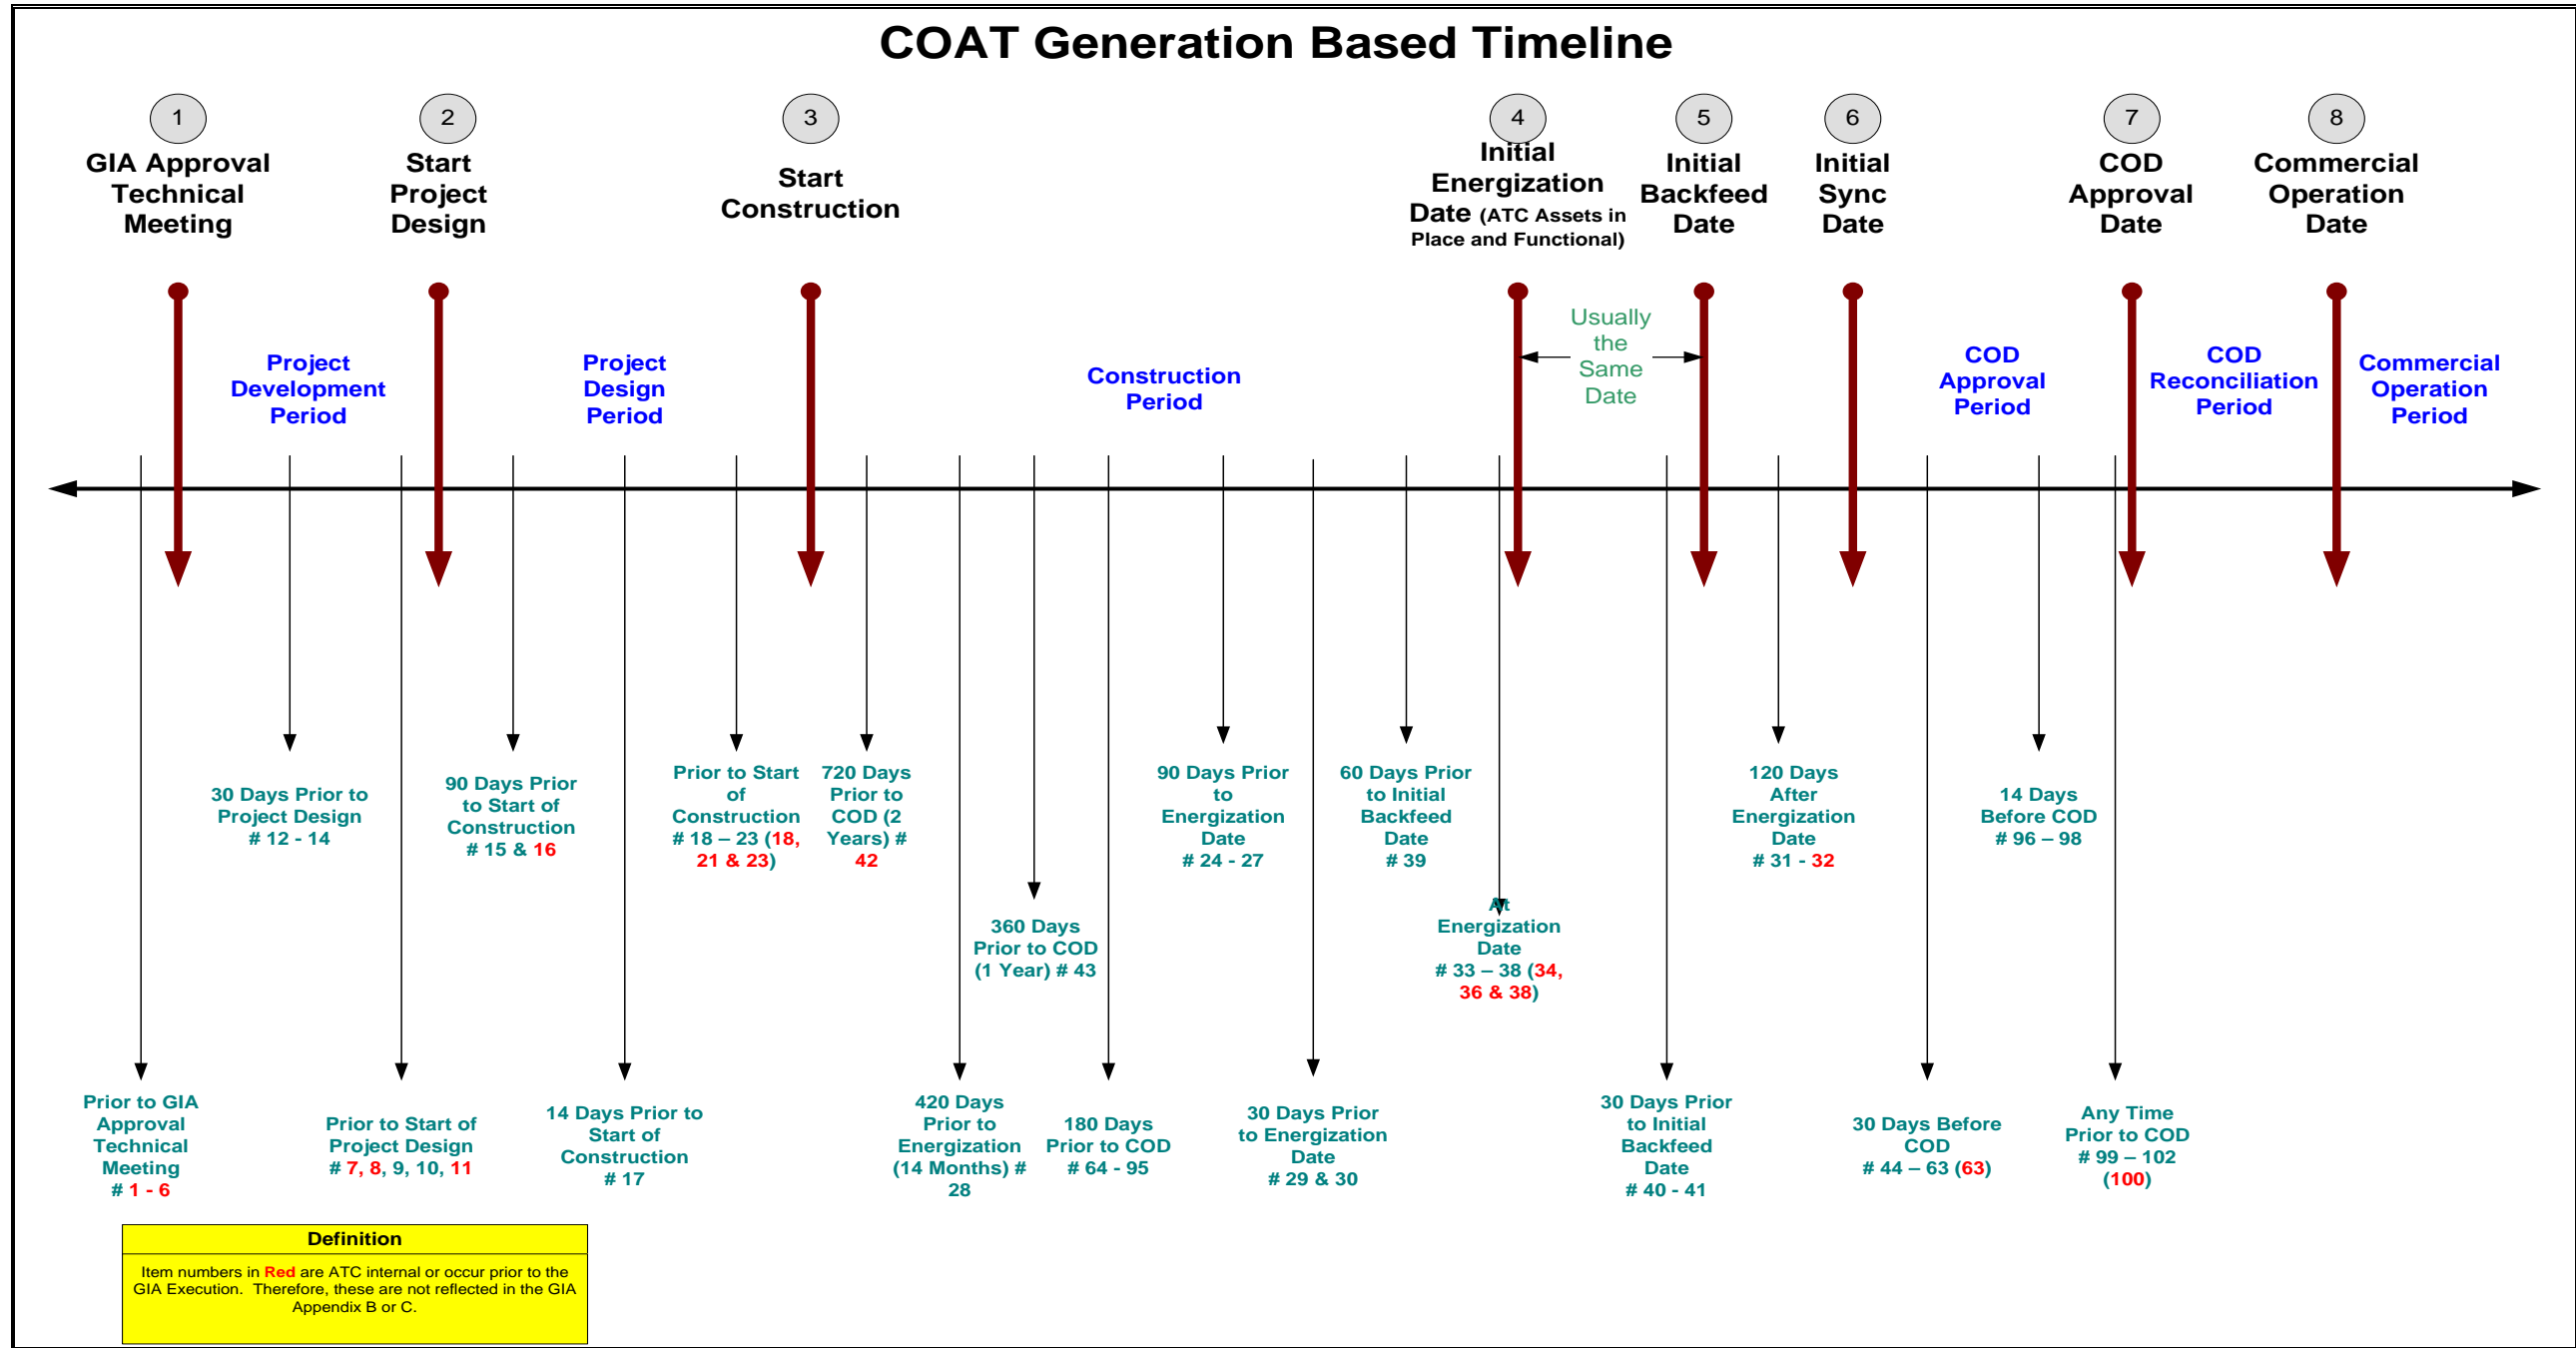 COAT Generation Based Timeline
1
GIA Approval
Technical
Meeting
2
Start
Project
Design
3
Start
Construction
4
Initial
Energization
Date (ATC Assets in
Place and Functional)
5
Initial
Backfeed
Date
6
Initial
Sync
Date
7
COD
Approval
Date
8
Commercial
Operation
Date
Project
Development
Period
Project
Design
Period
Construction
Period
Usually
the
Same
Date
COD
Approval
Period
COD
Reconciliation
Period
Commercial
Operation
Period
30 Days Prior to
Project Design
# 12 - 14
90 Days Prior
to Start of
Construction
# 15 & 16
Prior to Start
of
Construction
# 18 – 23 (18,
21 & 23)
720 Days
Prior to
COD (2
Years) #
42
360 Days
Prior to COD
(1 Year) # 43
90 Days Prior
to
Energization
Date
# 24 - 27
60 Days Prior
to Initial
Backfeed
Date
# 39
At
Energization
Date
# 33 – 38 (34,
36 & 38)
120 Days
After
Energization
Date
# 31 - 32
14 Days
Before COD
# 96 – 98
Prior to GIA
Approval
Technical
Meeting
# 1 - 6
Prior to Start of
Project Design
# 7, 8, 9, 10, 11
14 Days Prior to
Start of
Construction
# 17
420 Days
Prior to
Energization
(14 Months) #
28
180 Days
Prior to COD
# 64 - 95
30 Days Prior
to Energization
Date
# 29 & 30
30 Days Prior
to Initial
Backfeed
Date
# 40 - 41
30 Days Before
COD
# 44 – 63 (63)
Any Time
Prior to COD
# 99 – 102
(100)
Definition
Item numbers in Red are ATC internal or occur prior to the
GIA Execution. Therefore, these are not reflected in the GIA
Appendix B or C.